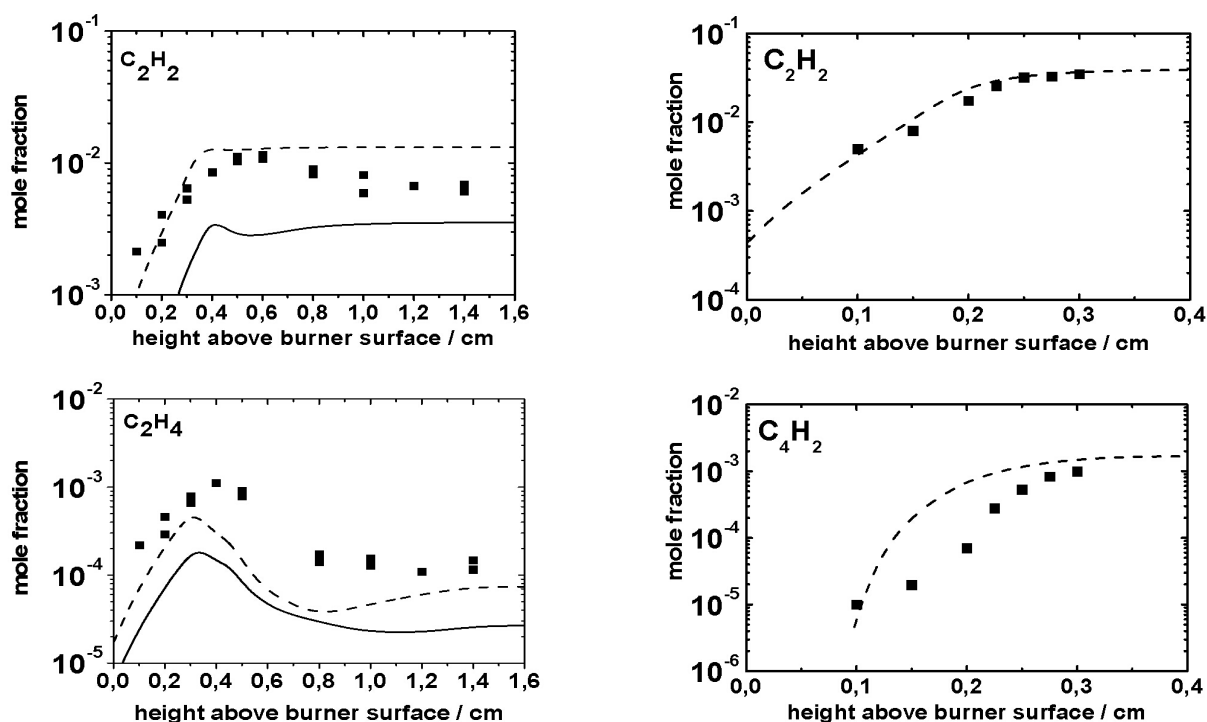 10⁻¹
C₂H₂
10⁻²
mole fraction
10⁻³
0,0 0,2 0,4 0,6 0,8 1,0 1,2 1,4 1,6
height above burner surface / cm
10⁻¹
C₂H₂
10⁻²
mole fraction
10⁻³
10⁻⁴
0,0 0,1 0,2 0,3 0,4
height above burner surface / cm
10⁻²
C₂H₄
10⁻³
mole fraction
10⁻⁴
10⁻⁵
0,0 0,2 0,4 0,6 0,8 1,0 1,2 1,4 1,6
height above burner surface / cm
10⁻²
C₄H₂
10⁻³
mole fraction
10⁻⁴
10⁻⁵
10⁻⁶
0,0 0,1 0,2 0,3 0,4
height above burner surface / cm